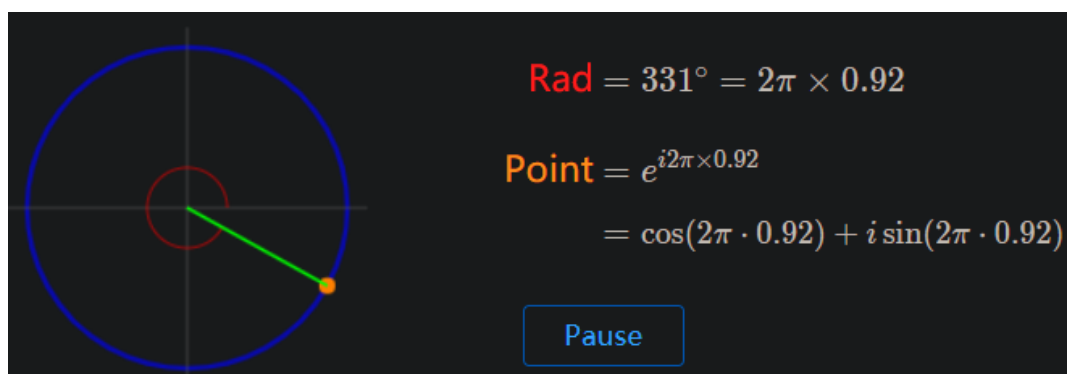 Rad = 331° = 2π × 0.92
Point = e^{i2π×0.92}
= cos(2π · 0.92) + i sin(2π · 0.92)
Pause